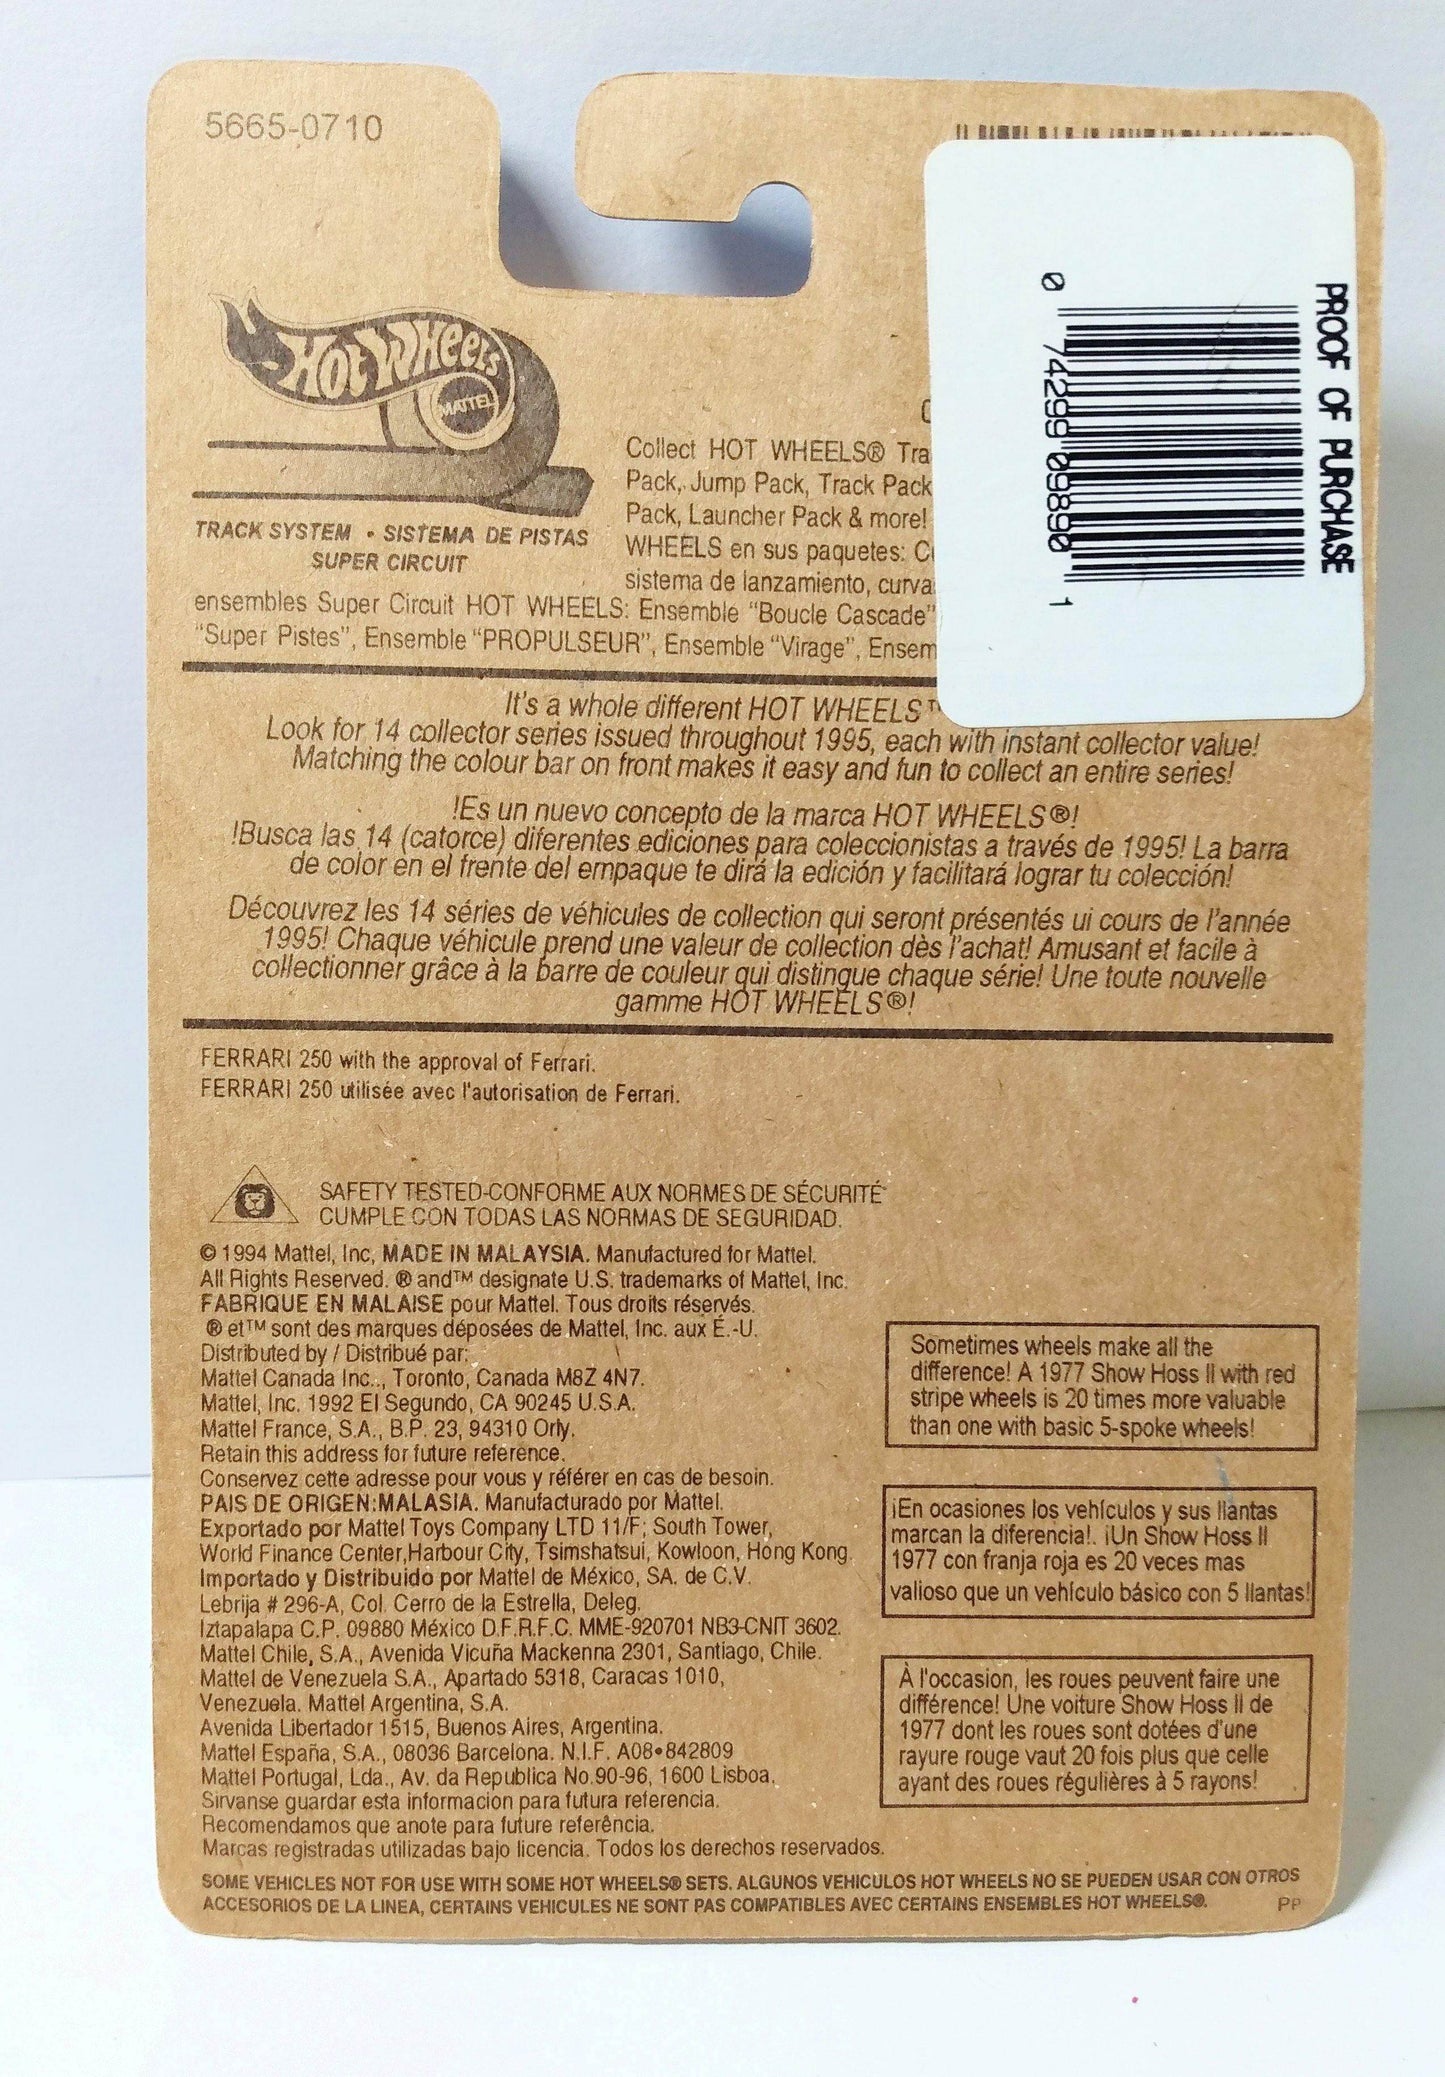 5665-0710
PROOF OF PURCHASE
0 74299 09890 1
HOT WHEELS
MATTEL
TRACK SYSTEM • SISTEMA DE PISTAS
SUPER CIRCUIT
Collect HOT WHEELS® Tra
Pack, Jump Pack, Track Pack
Pack, Launcher Pack & more!
WHEELS en sus paquetes:
sistema de lanzamiento, curva
ensembles Super Circuit HOT WHEELS: Ensemble "Boucle Cascade"
"Super Pistes", Ensemble "PROPULSEUR", Ensemble "Virage", Ensem
It's a whole different HOT WHEELS™
Look for 14 collector series issued throughout 1995, each with instant collector value!
Matching the colour bar on front makes it easy and fun to collect an entire series!
!Es un nuevo concepto de la marca HOT WHEELS®!
!Busca las 14 (catorce) diferentes ediciones para coleccionistas a través de 1995! La barra
de color en el frente del empaque te dirá la edición y facilitará lograr tu colección!
Découvrez les 14 séries de véhicules de collection qui seront présentés ui cours de l'année
1995! Chaque véhicule prend une valeur de collection dès l'achat! Amusant et facile à
collectionner grâce à la barre de couleur qui distingue chaque série! Une toute nouvelle
gamme HOT WHEELS®!
FERRARI 250 with the approval of Ferrari.
FERRARI 250 utilisée avec l'autorisation de Ferrari.
SAFETY TESTED-CONFORME AUX NORMES DE SÉCURITÉ
CUMPLE CON TODAS LAS NORMAS DE SEGURIDAD.
© 1994 Mattel, Inc, MADE IN MALAYSIA. Manufactured for Mattel.
All Rights Reserved. ® and™ designate U.S. trademarks of Mattel, Inc.
FABRIQUE EN MALAISE pour Mattel. Tous droits réservés.
® et™ sont des marques déposées de Mattel, Inc. aux É.-U.
Distributed by / Distribué par:
Mattel Canada Inc.., Toronto, Canada M8Z 4N7.
Mattel, Inc. 1992 El Segundo, CA 90245 U.S.A.
Mattel France, S.A., B.P. 23, 94310 Orly.
Retain this address for future reference.
Conservez cette adresse pour vous y référer en cas de besoin.
PAIS DE ORIGEN:MALASIA. Manufacturado por Mattel.
Exportado por Mattel Toys Company LTD 11/F; South Tower,
World Finance Center,Harbour City, Tsimshatsui, Kowloon, Hong Kong.
Importado y Distribuido por Mattel de México, SA. de C.V.
Lebrija # 296-A, Col. Cerro de la Estrella, Deleg.
Iztapalapa C.P. 09880 México D.F.R.F.C. MME-920701 NB3-CNIT 3602.
Mattel Chile, S.A., Avenida Vicuña Mackenna 2301, Santiago, Chile.
Mattel de Venezuela S.A., Apartado 5318, Caracas 1010,
Venezuela. Mattel Argentina, S.A.
Avenida Libertador 1515, Buenos Aires, Argentina.
Mattel España, S.A., 08036 Barcelona. N.I.F. A08•842809
Mattel Portugal, Lda., Av. da Republica No.90-96, 1600 Lisboa.
Sirvanse guardar esta informacion para futura referencia.
Recomendamos que anote para future referência.
Marcas registradas utilizadas bajo licencia. Todos los derechos reservados.
Sometimes wheels make all the
difference! A 1977 Show Hoss II with red
stripe wheels is 20 times more valuable
than one with basic 5-spoke wheels!
¡En ocasiones los vehículos y sus llantas
marcan la diferencia!. ¡Un Show Hoss II
1977 con franja roja es 20 veces mas
valioso que un vehículo básico con 5 llantas!
À l'occasion, les roues peuvent faire une
différence! Une voiture Show Hoss II de
1977 dont les roues sont dotées d'une
rayure rouge vaut 20 fois plus que celle
ayant des roues régulières à 5 rayons!
SOME VEHICLES NOT FOR USE WITH SOME HOT WHEELS® SETS. ALGUNOS VEHICULOS HOT WHEELS NO SE PUEDEN USAR CON OTROS
ACCESORIOS DE LA LINEA, CERTAINS VEHICULES NE SONT PAS COMPATIBLES AVEC CERTAINS ENSEMBLES HOT WHEELS®.
PP